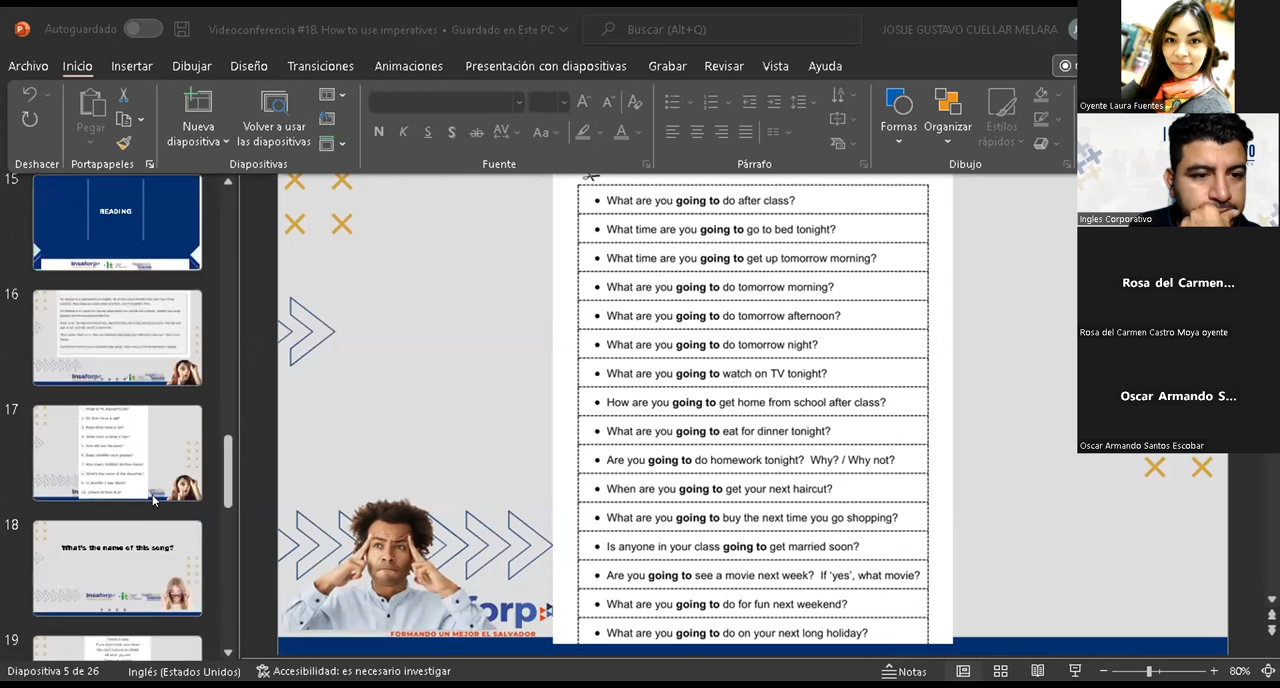 Autoguardado
Videoconferencia #18. How to use imperatives • Guardado en Este PC
Buscar (Alt+Q)
JOSUE GUSTAVO CUELLAR MELARA
Archivo Inicio Insertar Dibujar Diseño Transiciones Animaciones Presentación con diapositivas Grabar Revisar Vista Ayuda
Pegar
Nueva diapositiva
Volver a usar las diapositivas
Formas
Organizar
Estilos rápidos
Deshacer Portapapeles Diapositivas Fuente Párrafo Dibujo
Oyente Laura Fuentes
Ingles Corporativo
Rosa del Carmen...
Rosa del Carmen Castro Moya oyente
Oscar Armando S...
Oscar Armando Santos Escobar
15
READING
16
17
18
What's the name of this song?
19
• What are you going to do after class?
• What time are you going to go to bed tonight?
• What time are you going to get up tomorrow morning?
• What are you going to do tomorrow morning?
• What are you going to do tomorrow afternoon?
• What are you going to do tomorrow night?
• What are you going to watch on TV tonight?
• How are you going to get home from school after class?
• What are you going to eat for dinner tonight?
• Are you going to do homework tonight? Why? / Why not?
• When are you going to get your next haircut?
• What are you going to buy the next time you go shopping?
• Is anyone in your class going to get married soon?
• Are you going to see a movie next week? If 'yes', what movie?
• What are you going to do for fun next weekend?
• What are you going to do on your next long holiday?
FORMANDO UN MEJOR EL SALVADOR
Diapositiva 5 de 26
Inglés (Estados Unidos)
Accesibilidad: es necesario investigar
Notas
80%